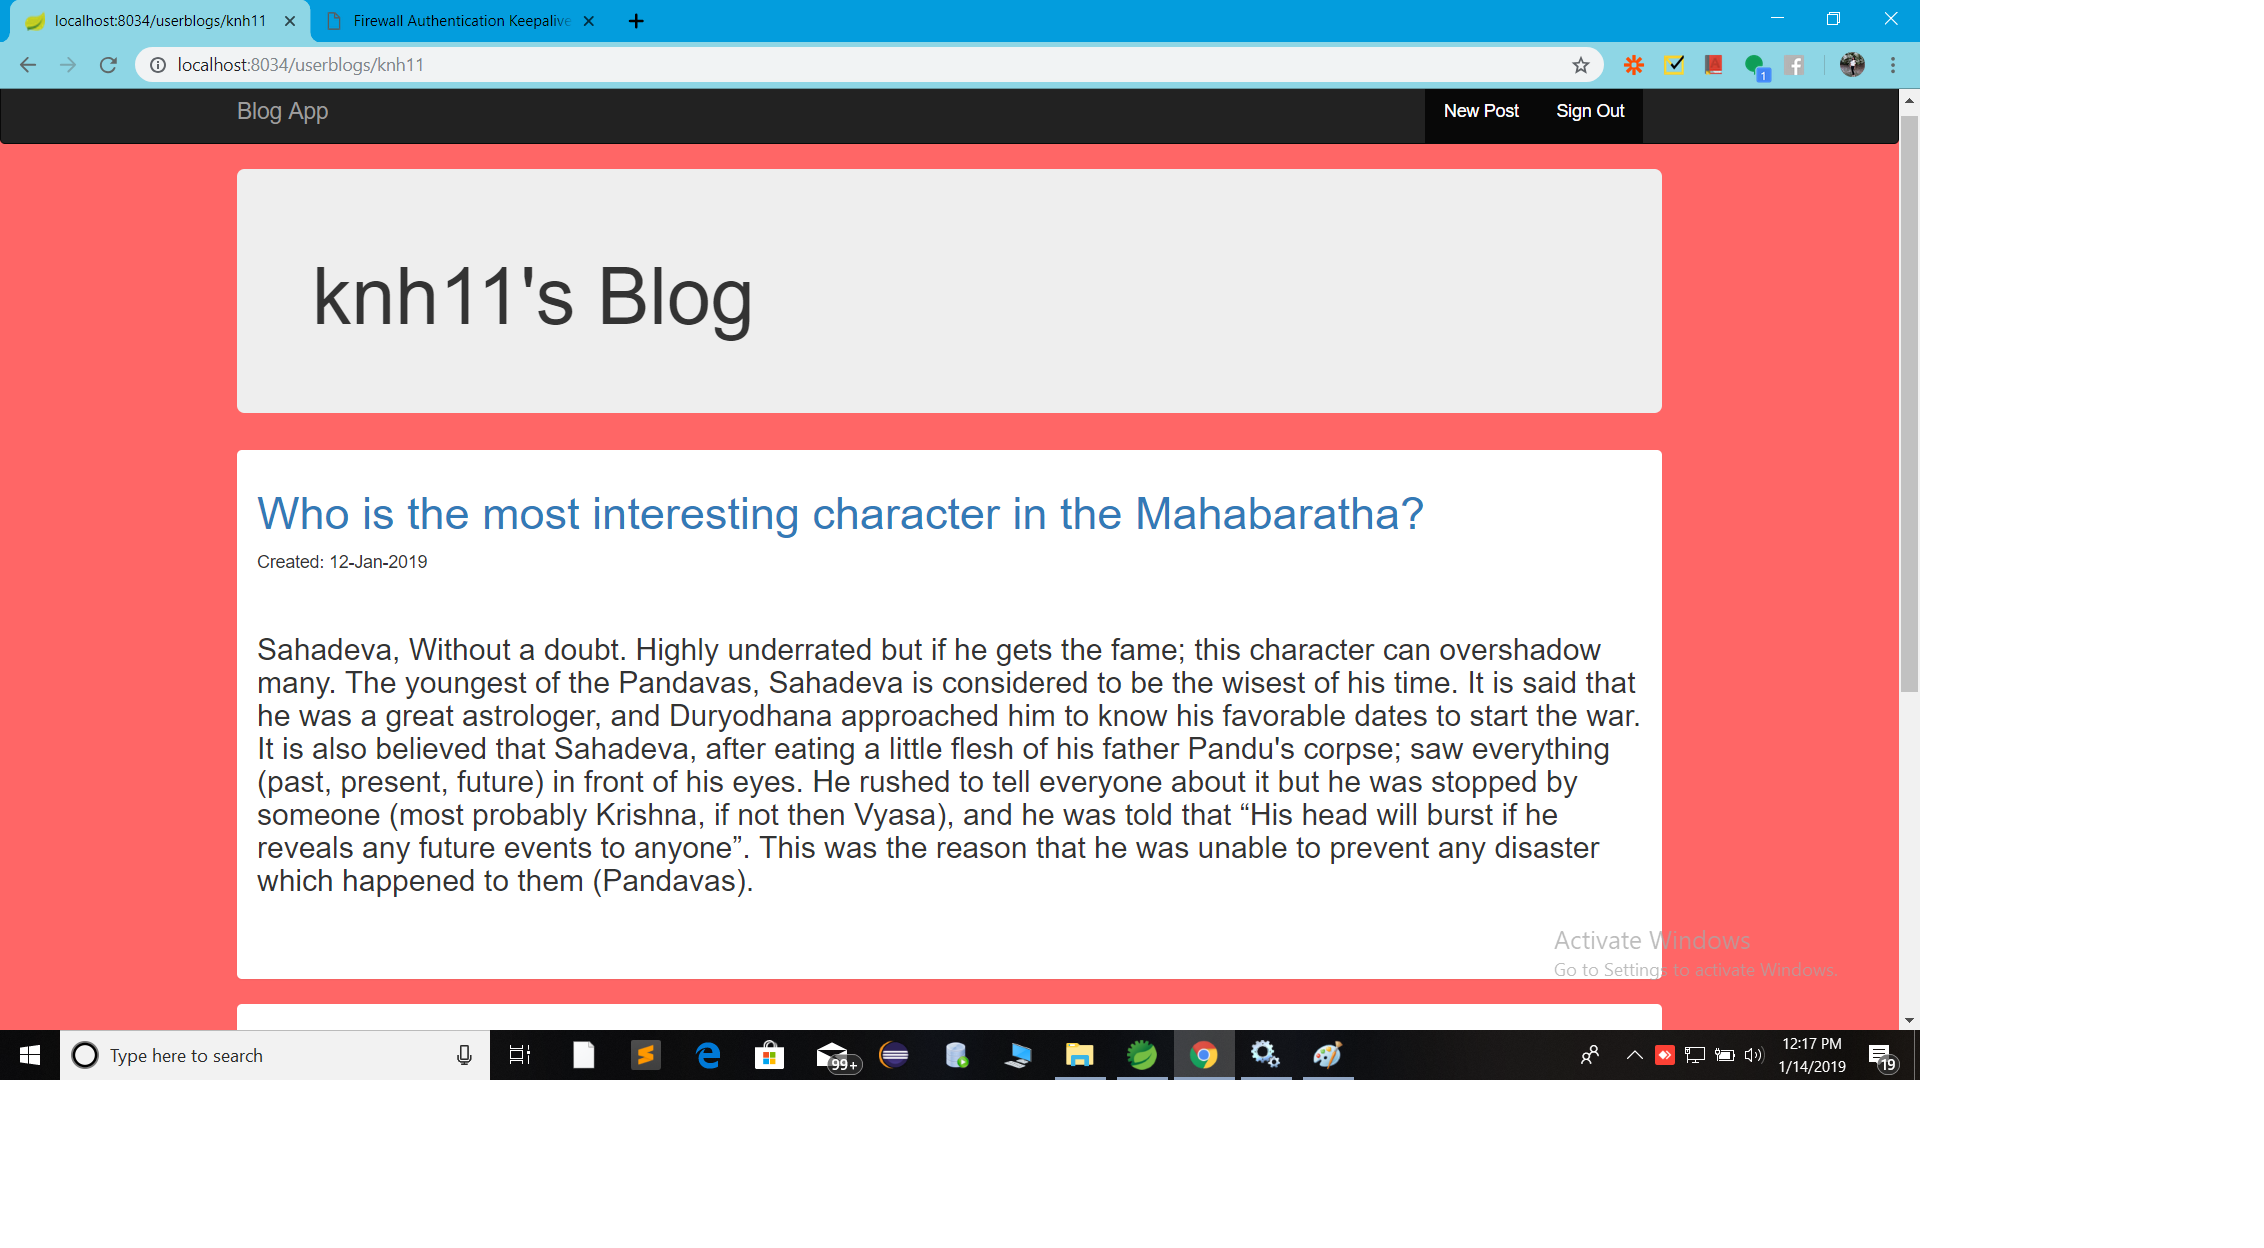 localhost:8034/userblogs/knh11
Firewall Authentication Keepalive
localhost:8034/userblogs/knh11
1
Blog App
New Post
Sign Out
knh11's Blog
Who is the most interesting character in the Mahabaratha?
Created: 12-Jan-2019
Sahadeva, Without a doubt. Highly underrated but if he gets the fame; this character can overshadow
many. The youngest of the Pandavas, Sahadeva is considered to be the wisest of his time. It is said that
he was a great astrologer, and Duryodhana approached him to know his favorable dates to start the war.
It is also believed that Sahadeva, after eating a little flesh of his father Pandu's corpse; saw everything
(past, present, future) in front of his eyes. He rushed to tell everyone about it but he was stopped by
someone (most probably Krishna, if not then Vyasa), and he was told that “His head will burst if he
reveals any future events to anyone”. This was the reason that he was unable to prevent any disaster
which happened to them (Pandavas).
Activate Windows
Go to Settings to activate Windows.
Type here to search
99+
12:17 PM
1/14/2019
19